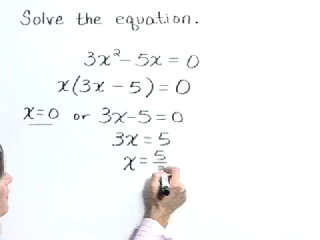 Solve the equation.
3x² - 5x = 0
x(3x - 5) = 0
x=0 or 3x-5=0
3x = 5
x = 5/